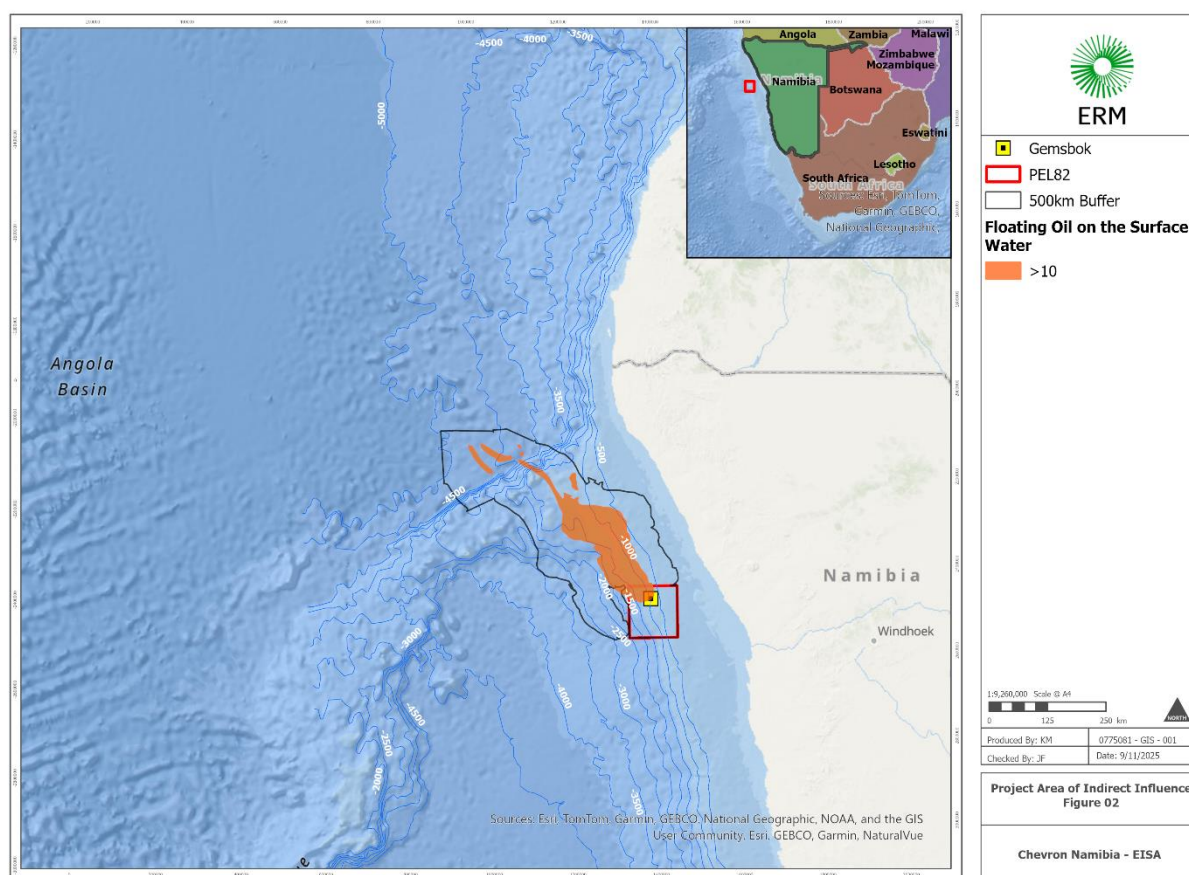 -4500
-4000
-3500
-5000
Angola
Zambia
Malawi
Zimbabwe
Mozambique
Namibia
Namibia
Botswana
Eswatini
Lesotho
South Africa
South Africa
Sources: Esri, TomTom,
Garmin, GEBCO,
National Geographic,
Angola
Basin
-3500
-500
-4500
-1000
-2000
-1500
-2500
-3000
-4500
-2500
-2000
-4000
-3000
-3500
Namibia
Windhoek
Sources: Esri, TomTom, Garmin, GEBCO, National Geographic, NOAA, and the GIS
User Community, Esri, GEBCO, Garmin, NaturalVue
ERM
Gemsbok
PEL82
500km Buffer
Floating Oil on the Surface
Water
>10
1:9,260,000 Scale @ A4
0 125 250 km
NORTH
Produced By: KM
0775081 - GIS - 001
Checked By: JF
Date: 9/11/2025
Project Area of Indirect Influence
Figure 02
Chevron Namibia - EISA